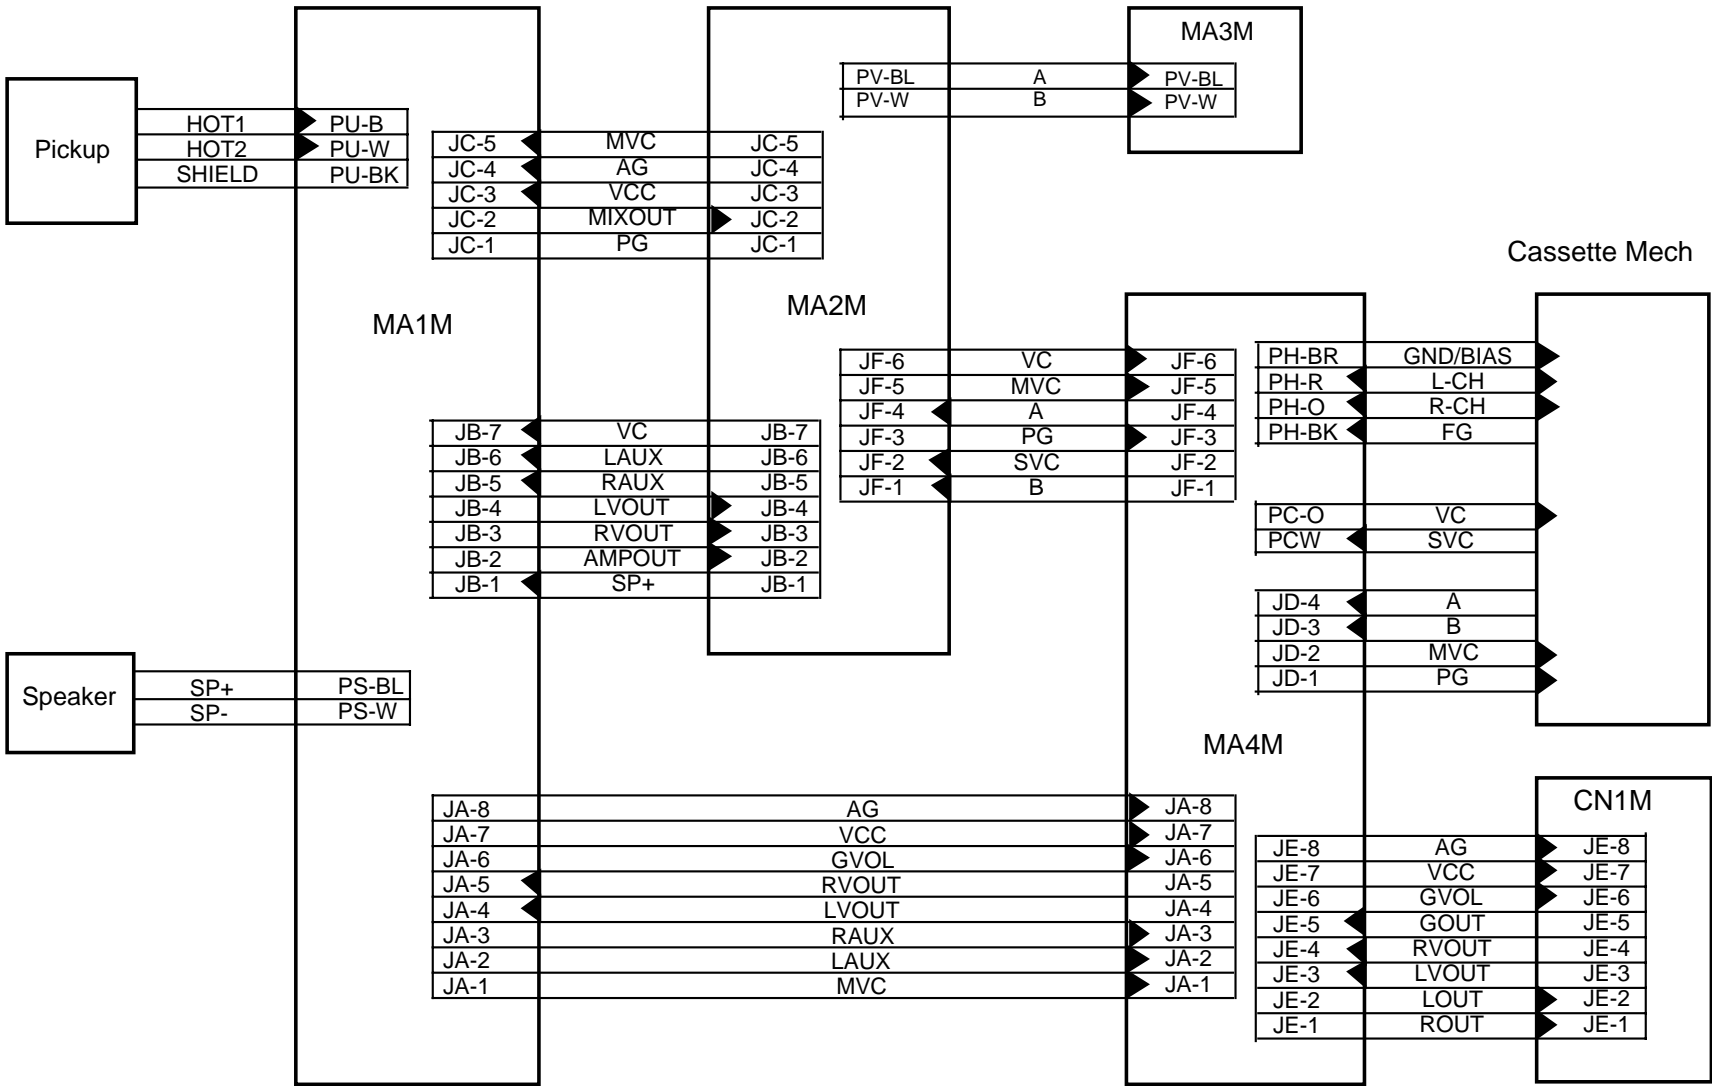 MA3M
PV-BL A PV-BL
PV-W B PV-W
Pickup
HOT1 PU-B
HOT2 PU-W
SHIELD PU-BK
JC-5 MVC JC-5
JC-4 AG JC-4
JC-3 VCC JC-3
JC-2 MIXOUT JC-2
JC-1 PG JC-1
Cassette Mech
MA1M
MA2M
JF-6 VC JF-6
JF-5 MVC JF-5
JF-4 A JF-4
JF-3 PG JF-3
JF-2 SVC JF-2
JF-1 B JF-1
PH-BR GND/BIAS
PH-R L-CH
PH-O R-CH
PH-BK FG
JB-7 VC JB-7
JB-6 LAUX JB-6
JB-5 RAUX JB-5
JB-4 LVOUT JB-4
JB-3 RVOUT JB-3
JB-2 AMPOUT JB-2
JB-1 SP+ JB-1
PC-O VC
PCW SVC
JD-4 A
JD-3 B
JD-2 MVC
JD-1 PG
Speaker
SP+ PS-BL
SP- PS-W
MA4M
JA-8 AG JA-8
JA-7 VCC JA-7
JA-6 GVOL JA-6
JA-5 RVOUT JA-5
JA-4 LVOUT JA-4
JA-3 RAUX JA-3
JA-2 LAUX JA-2
JA-1 MVC JA-1
CN1M
JE-8 AG JE-8
JE-7 VCC JE-7
JE-6 GVOL JE-6
JE-5 GOUT JE-5
JE-4 RVOUT JE-4
JE-3 LVOUT JE-3
JE-2 LOUT JE-2
JE-1 ROUT JE-1